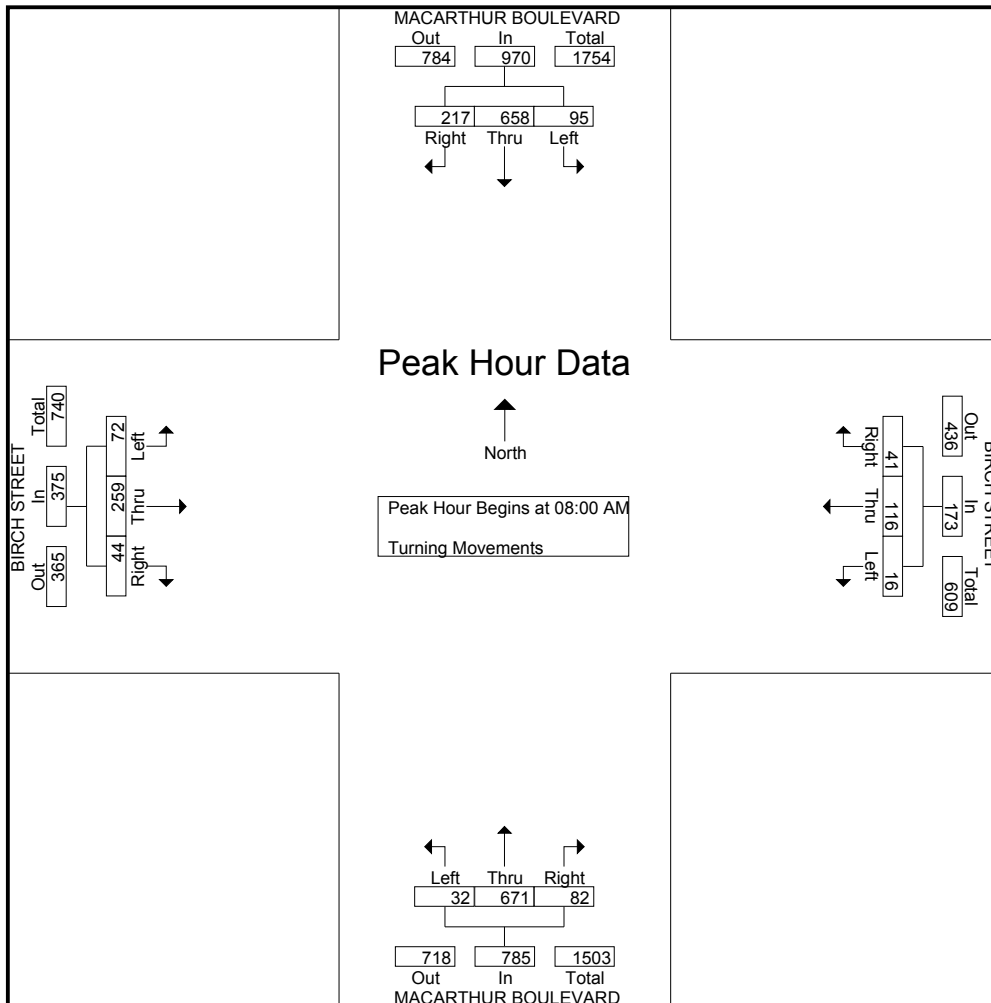 MACARTHUR BOULEVARD
Out In Total
784 970 1754
217 658 95
Right Thru Left
Peak Hour Data
North
Peak Hour Begins at 08:00 AM
Turning Movements
BIRCH STREET
Out In Total
365 375 740
44 259 72
Right Thru Left
BIRCH STREET
Out In Total
436 173 609
41 116 16
Right Thru Left
Left Thru Right
32 671 82
718 785 1503
Out In Total
MACARTHUR BOULEVARD